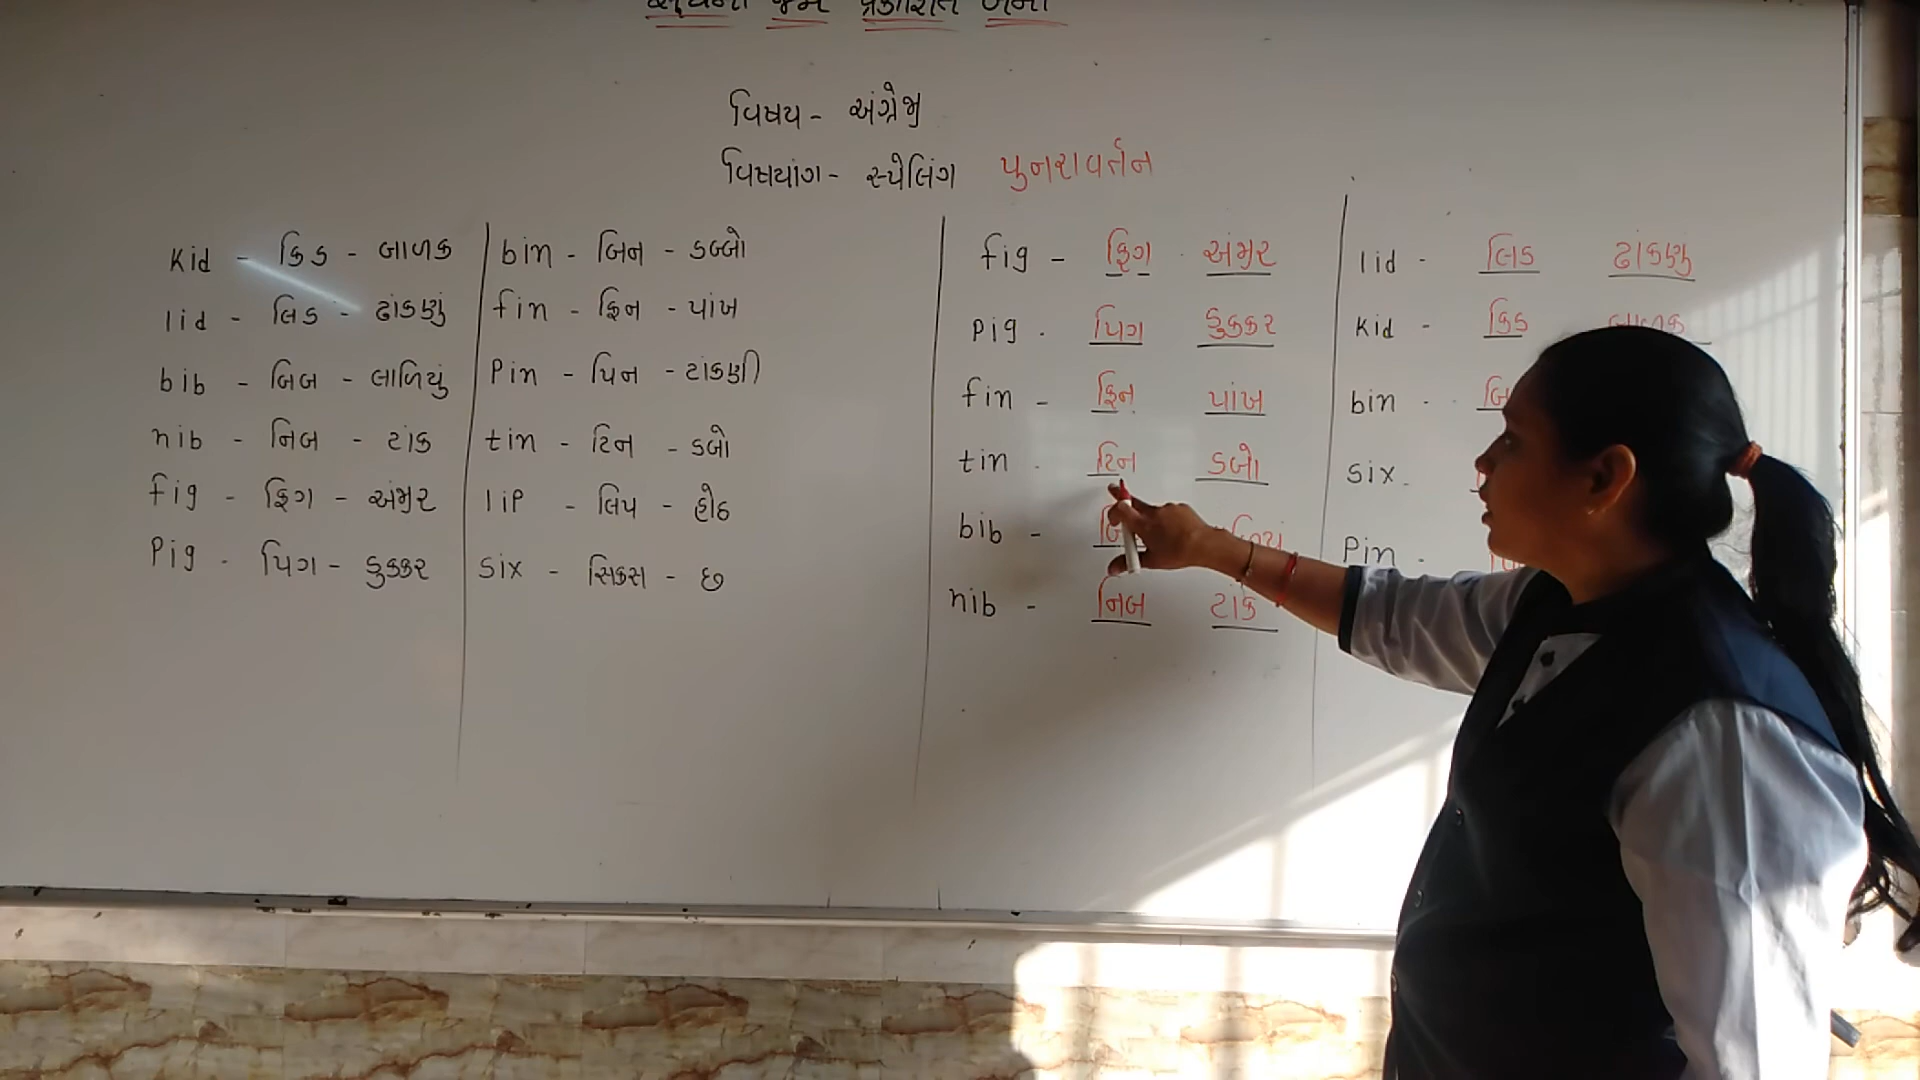 જેમ પ્રકાશિત બનો
વિષય - અંગ્રેજી
વિષયાંગ - સ્પેલિંગ પુનરાવર્તન
kid - કિડ - બાળક
lid - લિડ - ઢાંકણું
bib - બિબ - લાળિયું
nib - નિબ - ટાંક
fig - ફિગ - અંજીર
Pig - પિગ - ડુક્કર
bin - બિન - ડબ્બો
fin - ફિન - પાંખ
Pin - પિન - ટાંકણી
tin - ટિન - ડબો
lip - લિપ - હોઠ
six - સિક્સ - છ
fig - ફિગ અંજીર
Pig - પિગ ડુક્કર
fin - ફિન પાંખ
tin - ટિન ડબો
bib -
nib - નિબ ટાંક
lid - લિડ ઢાંકણું
kid - કિડ બાળક
bin -
six -
Pin -